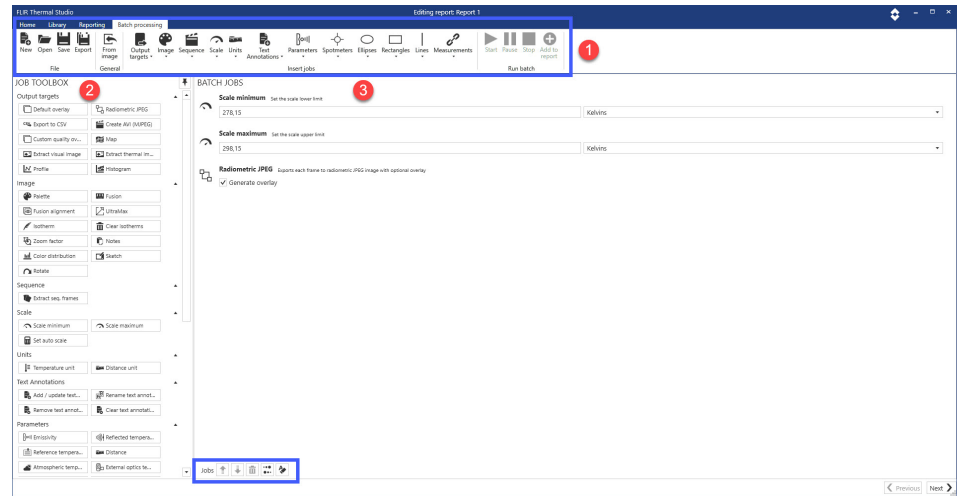 FLIR Thermal Studio
Editing report: Report 1
Home Library Reporting Batch processing
New Open Save Export
From image
Output targets
Image
Sequence
Scale
Units
Text Annotations
Parameters
Spotmeters
Ellipses
Rectangles
Lines
Measurements
Start Pause Stop Add to report
File General Insert jobs Run batch
1
JOB TOOLBOX
2
Output targets
Default overlay Radiometric JPEG
Export to CSV Create AVI (MJPEG)
Custom quality ov... Map
Extract visual image Extract thermal im...
Profile Histogram
Image
Palette Fusion
Fusion alignment UltraMax
Isotherm Clear isotherms
Zoom factor Notes
Color distribution Sketch
Rotate
Sequence
Extract seq. frames
Scale
Scale minimum Scale maximum
Set auto scale
Units
Temperature unit Distance unit
Text Annotations
Add / update text... Rename text annot...
Remove text annot... Clear text annotati...
Parameters
Emissivity Reflected tempera...
Reference tempera... Distance
Atmospheric temp... External optics te...
BATCH JOBS
3
Scale minimum Set the scale lower limit
278,15 Kelvins
Scale maximum Set the scale upper limit
298,15 Kelvins
Radiometric JPEG Exports each frame to radiometric JPEG image with optional overlay
Generate overlay
Jobs
Previous Next